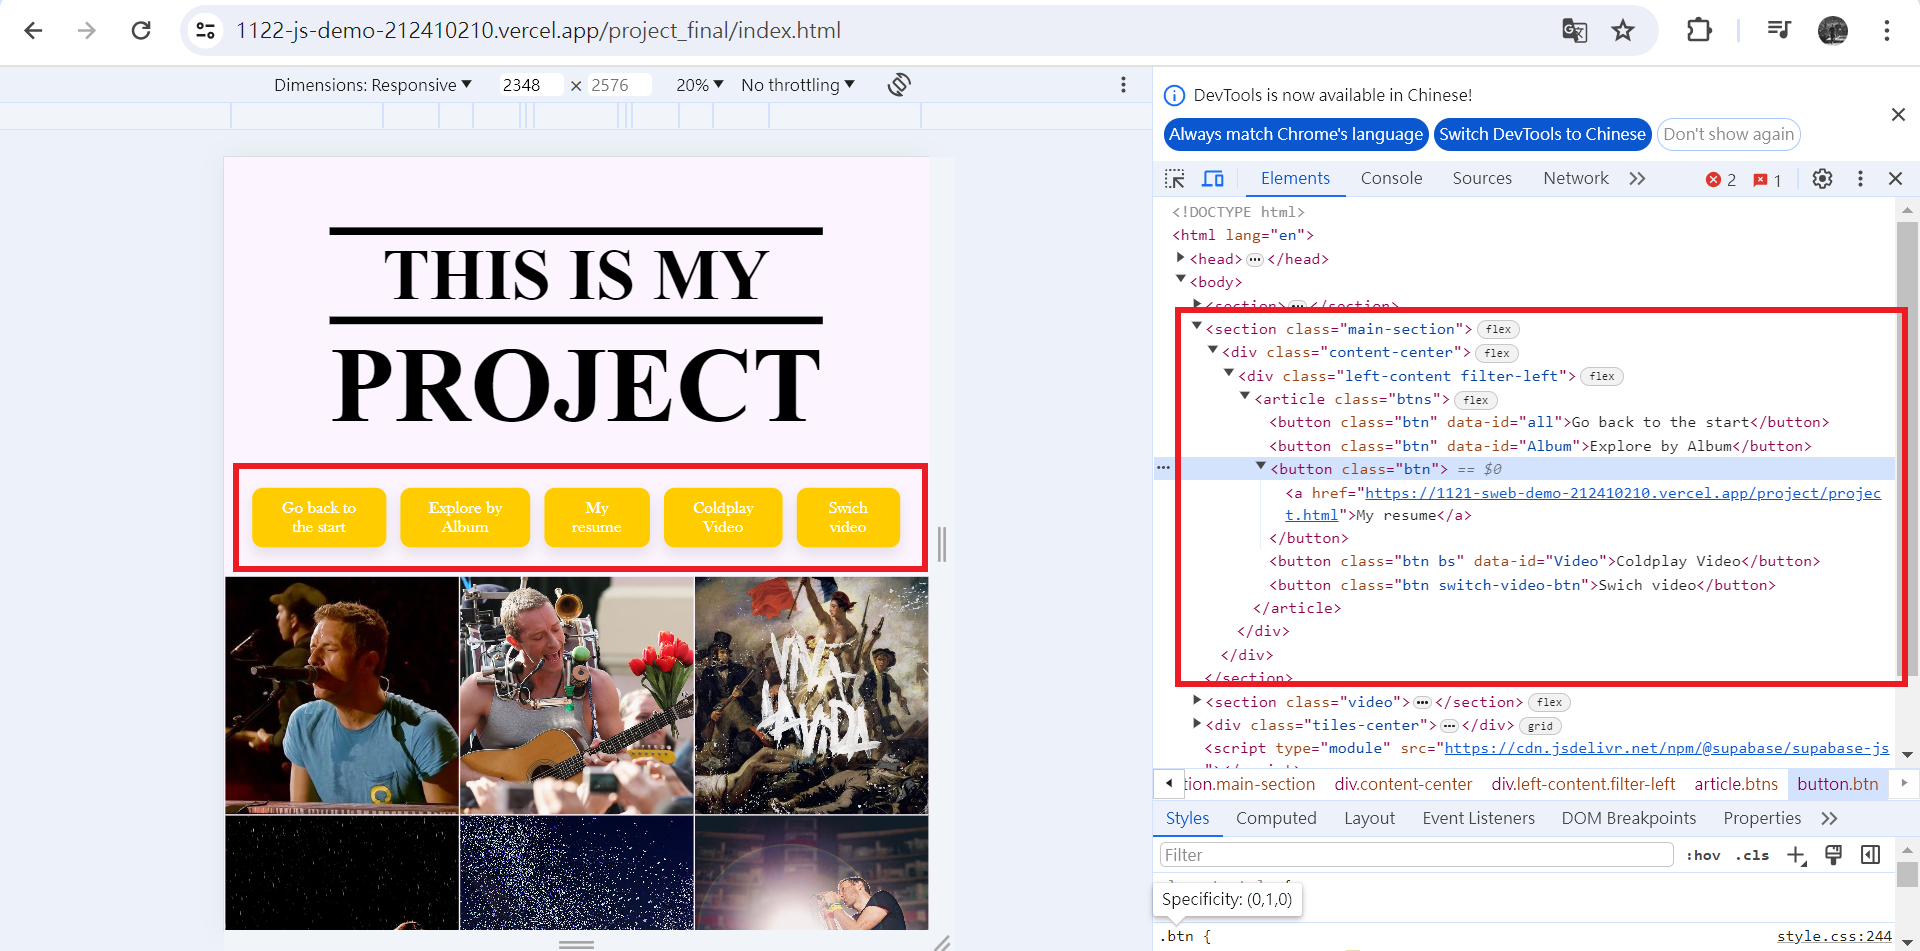 1122-js-demo-212410210.vercel.app/project_final/index.html
Dimensions: Responsive 2348 × 2576 20% No throttling
DevTools is now available in Chinese!
Always match Chrome's language Switch DevTools to Chinese Don't show again
Elements Console Sources Network 2 1
THIS IS MY
PROJECT
Go back to the start
Explore by Album
My resume
Coldplay Video
Swich video
VIVA
LA VIDA
<!DOCTYPE html>
<html lang="en">
<head> ··· </head>
<body>
<section> ··· </section>
<section class="main-section"> flex
<div class="content-center"> flex
<div class="left-content filter-left"> flex
<article class="btns"> flex
<button class="btn" data-id="all">Go back to the start</button>
<button class="btn" data-id="Album">Explore by Album</button>
<button class="btn"> == $0
<a href="https://1121-sweb-demo-212410210.vercel.app/project/projec
t.html">My resume</a>
</button>
<button class="btn bs" data-id="Video">Coldplay Video</button>
<button class="btn switch-video-btn">Swich video</button>
</article>
</div>
</div>
</section>
<section class="video"> ··· </section> flex
<div class="tiles-center"> ··· </div> grid
<script type="module" src="https://cdn.jsdelivr.net/npm/@supabase/supabase-js
tion.main-section div.content-center div.left-content.filter-left article.btns button.btn
Styles Computed Layout Event Listeners DOM Breakpoints Properties
Filter :hov .cls
Specificity: (0,1,0)
.btn { style.css:244